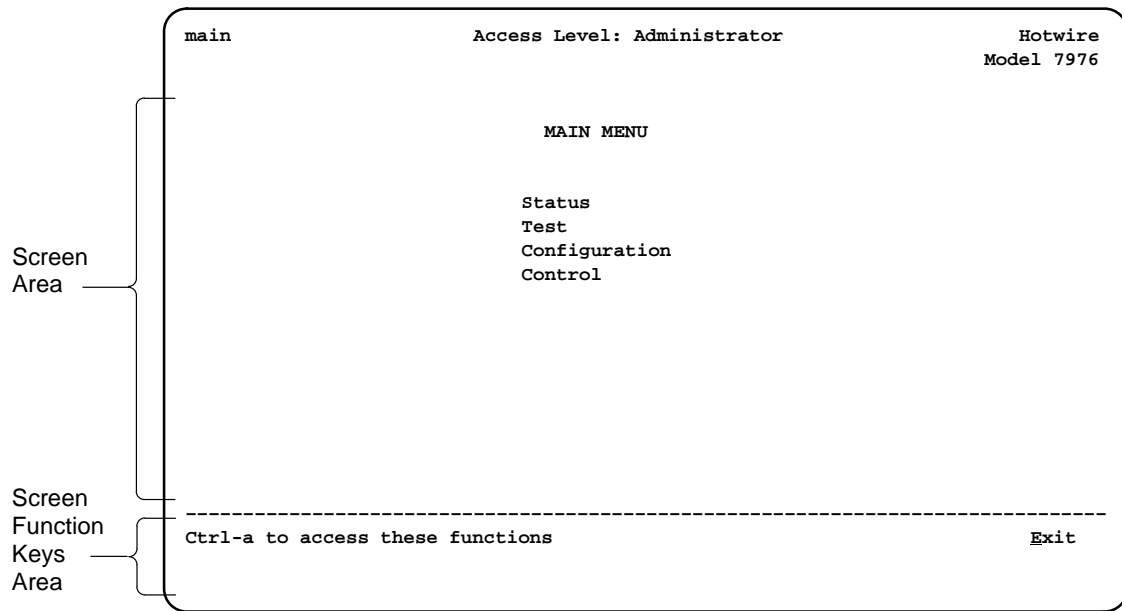 main Access Level: Administrator Hotwire
Model 7976
MAIN MENU
Status
Test
Configuration
Control
Screen
Area
Screen
Function
Keys
Area
--------------------------------------------------------------------------------
Ctrl-a to access these functions Exit